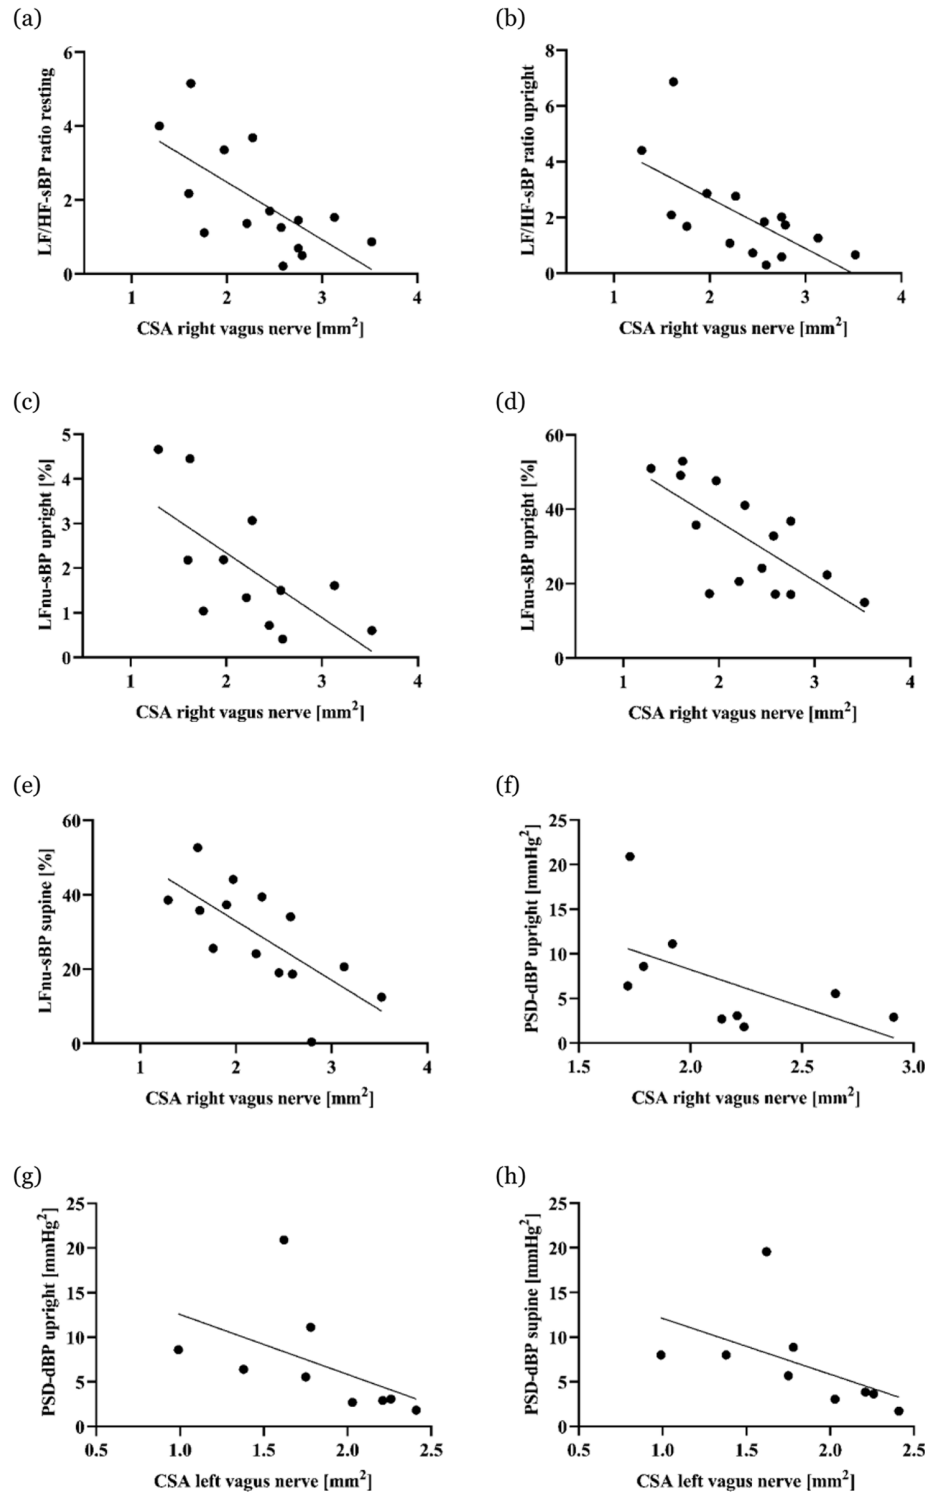 (a)
6
4
2
0
LF/HF-sBP ratio resting
1 2 3 4
CSA right vagus nerve [mm²]
(b)
8
6
4
2
0
LF/HF-sBP ratio upright
1 2 3 4
CSA right vagus nerve [mm²]
(c)
5
4
3
2
1
0
LFnu-sBP upright [%]
1 2 3 4
CSA right vagus nerve [mm²]
(d)
60
40
20
0
LFnu-sBP upright [%]
1 2 3 4
CSA right vagus nerve [mm²]
(e)
60
40
20
0
LFnu-sBP supine [%]
1 2 3 4
CSA right vagus nerve [mm²]
(f)
25
20
15
10
5
0
PSD-dBP upright [mmHg²]
1.5 2.0 2.5 3.0
CSA right vagus nerve [mm²]
(g)
25
20
15
10
5
0
PSD-dBP upright [mmHg²]
0.5 1.0 1.5 2.0 2.5
CSA left vagus nerve [mm²]
(h)
25
20
15
10
5
0
PSD-dBP supine [mmHg²]
0.5 1.0 1.5 2.0 2.5
CSA left vagus nerve [mm²]